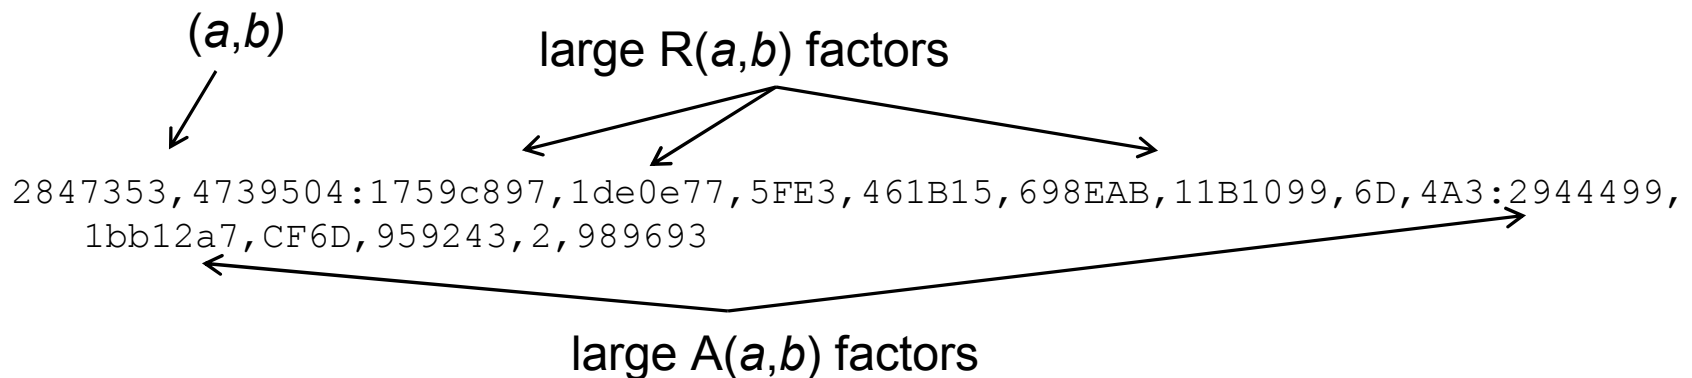 (a,b)
large R(a,b) factors
2847353,4739504:1759c897,1de0e77,5FE3,461B15,698EAB,11B1099,6D,4A3:2944499,
1bb12a7,CF6D,959243,2,989693
large A(a,b) factors